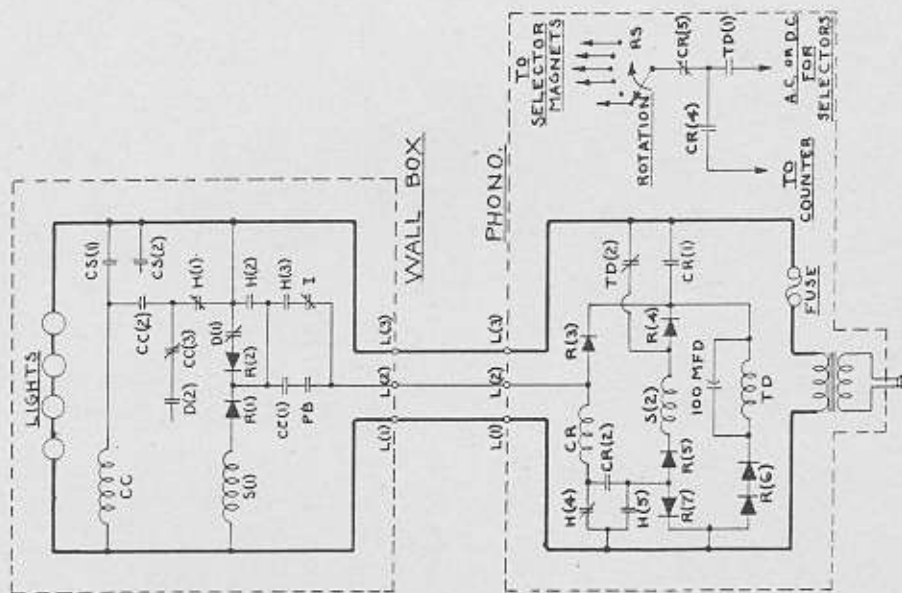 LIGHTS
CS(1)
CS(2)
CC
CC(2)
CC(3)
H(1)
D(2)
D(1)
H(2)
H(3)
I
R(2)
R(1)
S(1)
CC(1)
PB
WALL BOX
L(1)
L(2)
L(3)
L(1)
L(2)
L(3)
PHONO.
TO
SELECTOR
MAGNETS
RS
ROTATION
CR(5)
TD(1)
CR(4)
A.C. OR D.C.
FOR
SELECTORS
TO
COUNTER
TD(2)
CR(1)
R(3)
R(4)
CR
CR(2)
S(2)
H(4)
H(5)
R(5)
R(7)
100 MFD
TD
R(6)
FUSE